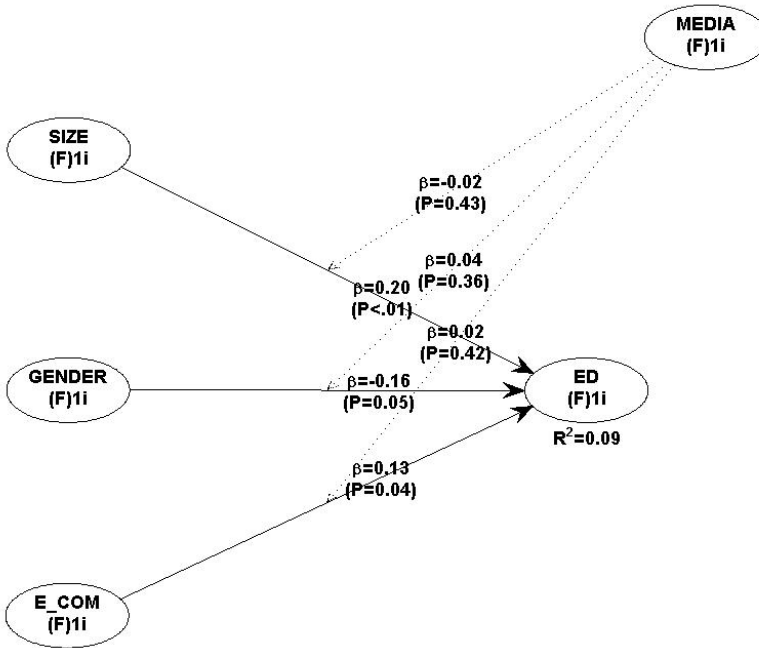 MEDIA
(F)1i
SIZE
(F)1i
β=-0.02
(P=0.43)
β=0.04
(P=0.36)
β=0.20
(P<.01)
β=0.02
(P=0.42)
GENDER
(F)1i
β=-0.16
(P=0.05)
ED
(F)1i
R²=0.09
β=0.13
(P=0.04)
E_COM
(F)1i